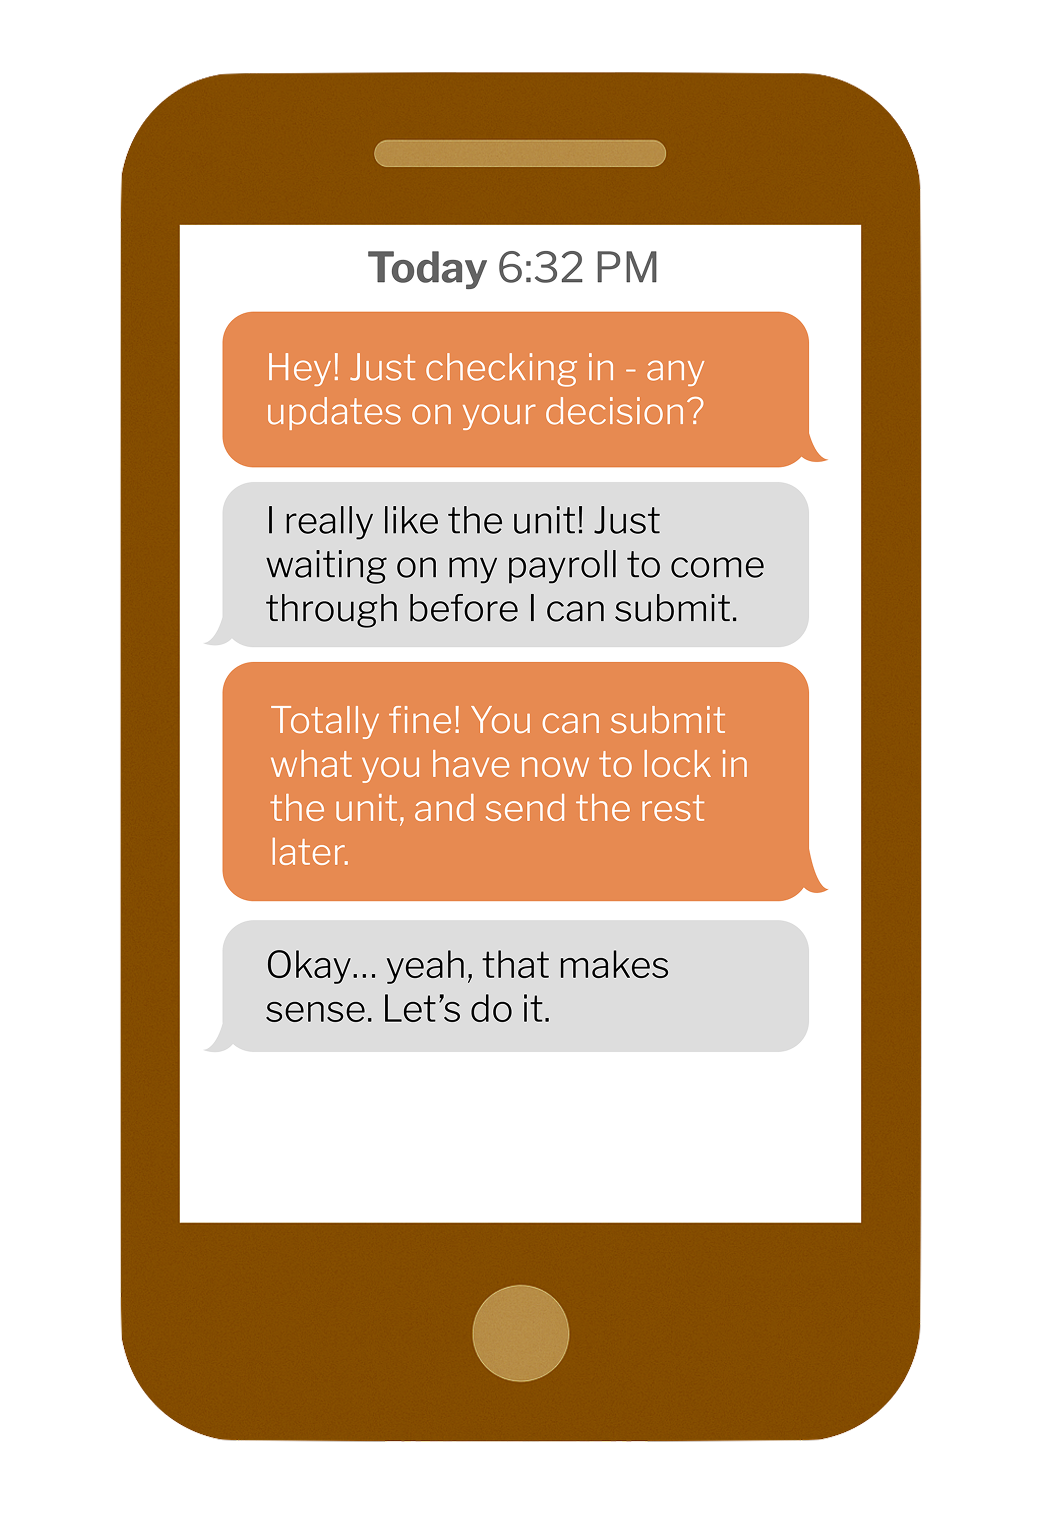 Today 6:32 PM
Hey! Just checking in - any
updates on your decision?
I really like the unit! Just
waiting on my payroll to come
through before I can submit.
Totally fine! You can submit
what you have now to lock in
the unit, and send the rest
later.
Okay... yeah, that makes
sense. Let’s do it.